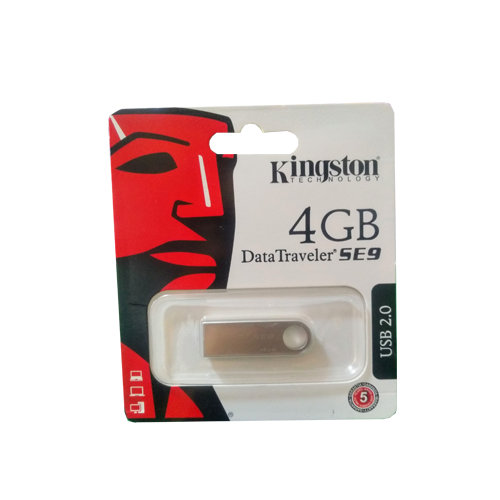 Kingston
TECHNOLOGY
4GB
DataTraveler® SE9
USB 2.0
5